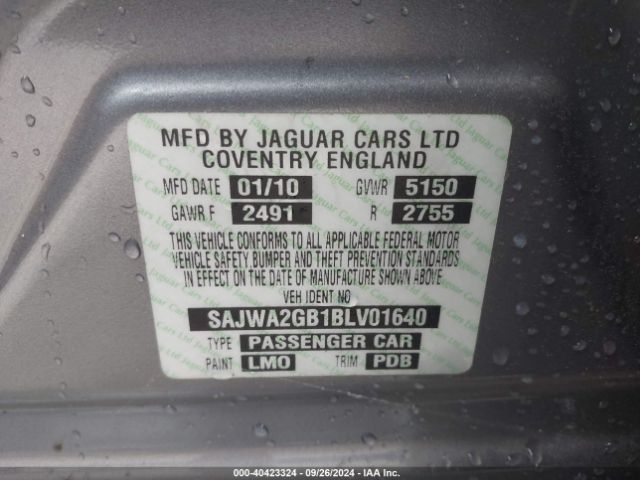 MFD BY JAGUAR CARS LTD
COVENTRY ENGLAND
MFD DATE 01/10 GVWR 5150
GAWR F 2491 R 2755
THIS VEHICLE CONFORMS TO ALL APPLICABLE FEDERAL MOTOR
VEHICLE SAFETY, BUMPER AND THEFT PREVENTION STANDARDS
IN EFFECT ON THE DATE OF MANUFACTURE SHOWN ABOVE
VEH IDENT NO
SAJWA2GB1BLV01640
TYPE PASSENGER CAR
PAINT LMO TRIM PDB
000-40423324 - 09/26/2024 - IAA Inc.